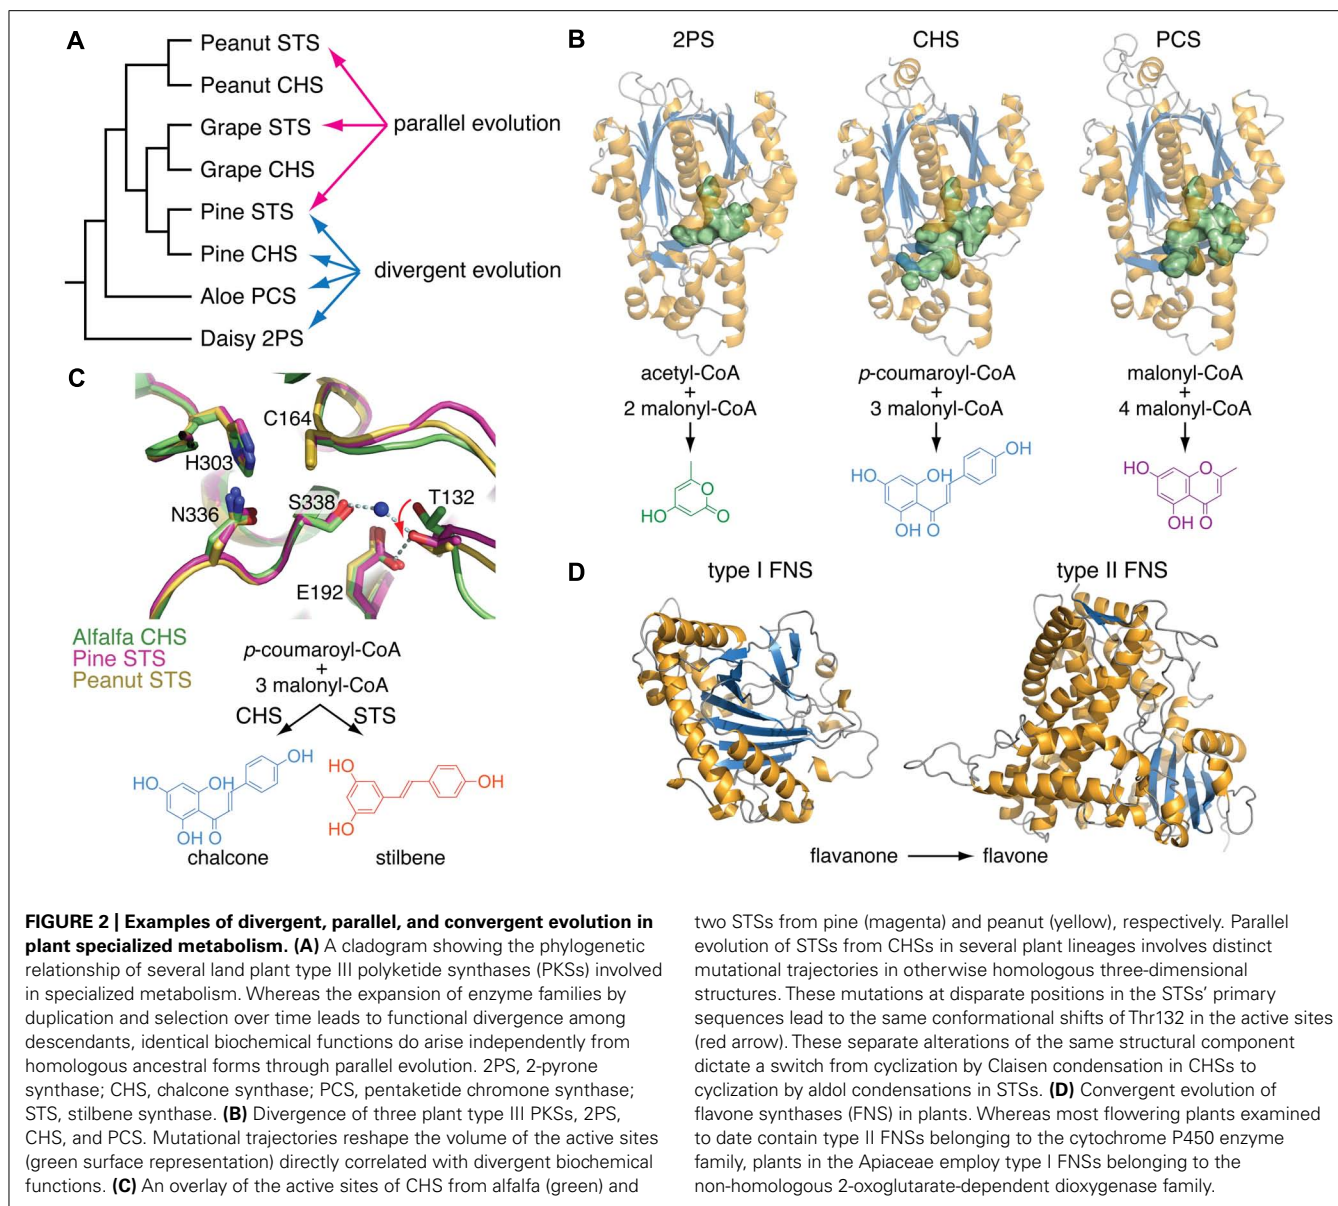 A
Peanut STS
Peanut CHS
Grape STS
Grape CHS
Pine STS
Pine CHS
Aloe PCS
Daisy 2PS
parallel evolution
divergent evolution
B
2PS
CHS
PCS
acetyl-CoA
+
2 malonyl-CoA
p-coumaroyl-CoA
+
3 malonyl-CoA
malonyl-CoA
+
4 malonyl-CoA
O
HO
O
OH
HO
OH
OH
O
HO
O
OH
O
C
C164
H303
N336
S338
T132
E192
Alfalfa CHS
Pine STS
Peanut STS
p-coumaroyl-CoA
+
3 malonyl-CoA
CHS
STS
OH
HO
OH
OH
O
chalcone
HO
OH
HO
stilbene
D
type I FNS
type II FNS
flavanone
flavone
FIGURE 2 | Examples of divergent, parallel, and convergent evolution in
plant specialized metabolism. (A) A cladogram showing the phylogenetic
relationship of several land plant type III polyketide synthases (PKSs) involved
in specialized metabolism. Whereas the expansion of enzyme families by
duplication and selection over time leads to functional divergence among
descendants, identical biochemical functions do arise independently from
homologous ancestral forms through parallel evolution. 2PS, 2-pyrone
synthase; CHS, chalcone synthase; PCS, pentaketide chromone synthase;
STS, stilbene synthase. (B) Divergence of three plant type III PKSs, 2PS,
CHS, and PCS. Mutational trajectories reshape the volume of the active sites
(green surface representation) directly correlated with divergent biochemical
functions. (C) An overlay of the active sites of CHS from alfalfa (green) and
two STSs from pine (magenta) and peanut (yellow), respectively. Parallel
evolution of STSs from CHSs in several plant lineages involves distinct
mutational trajectories in otherwise homologous three-dimensional
structures. These mutations at disparate positions in the STSs' primary
sequences lead to the same conformational shifts of Thr132 in the active sites
(red arrow). These separate alterations of the same structural component
dictate a switch from cyclization by Claisen condensation in CHSs to
cyclization by aldol condensations in STSs. (D) Convergent evolution of
flavone synthases (FNS) in plants. Whereas most flowering plants examined
to date contain type II FNSs belonging to the cytochrome P450 enzyme
family, plants in the Apiaceae employ type I FNSs belonging to the
non-homologous 2-oxoglutarate-dependent dioxygenase family.